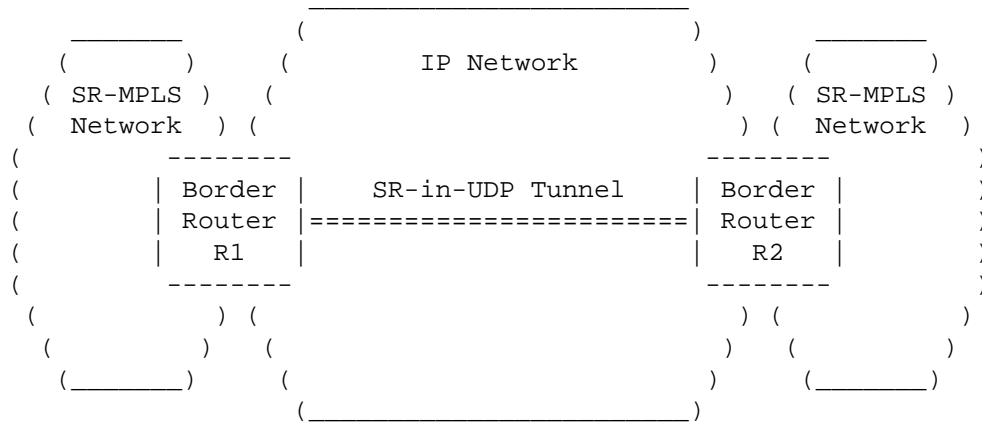 IP Network
SR-MPLS SR-MPLS
Network Network
Border SR-in-UDP Tunnel Border
Router Router
R1 R2